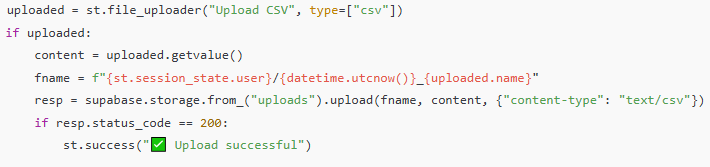 uploaded = st.file_uploader("Upload CSV", type=["csv"])
if uploaded:
    content = uploaded.getvalue()
    fname = f"{st.session_state.user}/{datetime.utcnow()}_{uploaded.name}"
    resp = supabase.storage.from_("uploads").upload(fname, content, {"content-type": "text/csv"})
    if resp.status_code == 200:
        st.success("✅ Upload successful")